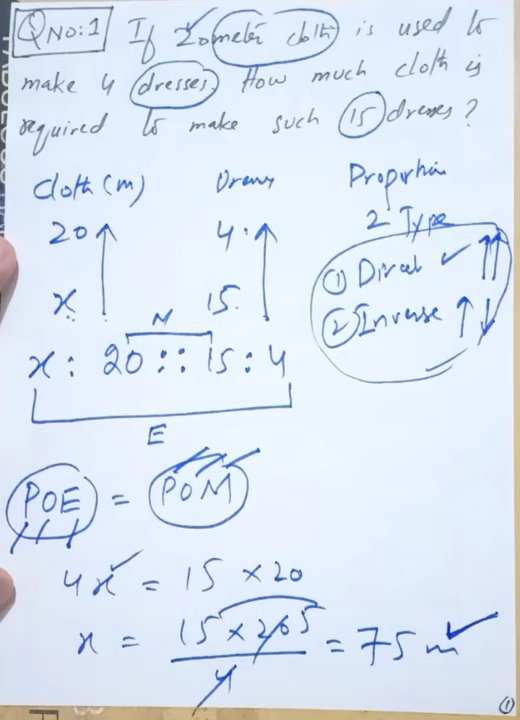 Q NO:1 If 20 meter cloth is used to
make 4 dresses. How much cloth is
required to make such 15 dresses?
Cloth (m) Dresses Proportion
20 4 2 Type
① Direct
x 15
② Inverse
M
x : 20 :: 15 : 4
E
POE = POM
4x = 15 × 20
x = 15 × 20 5 / 4 = 75 m
①